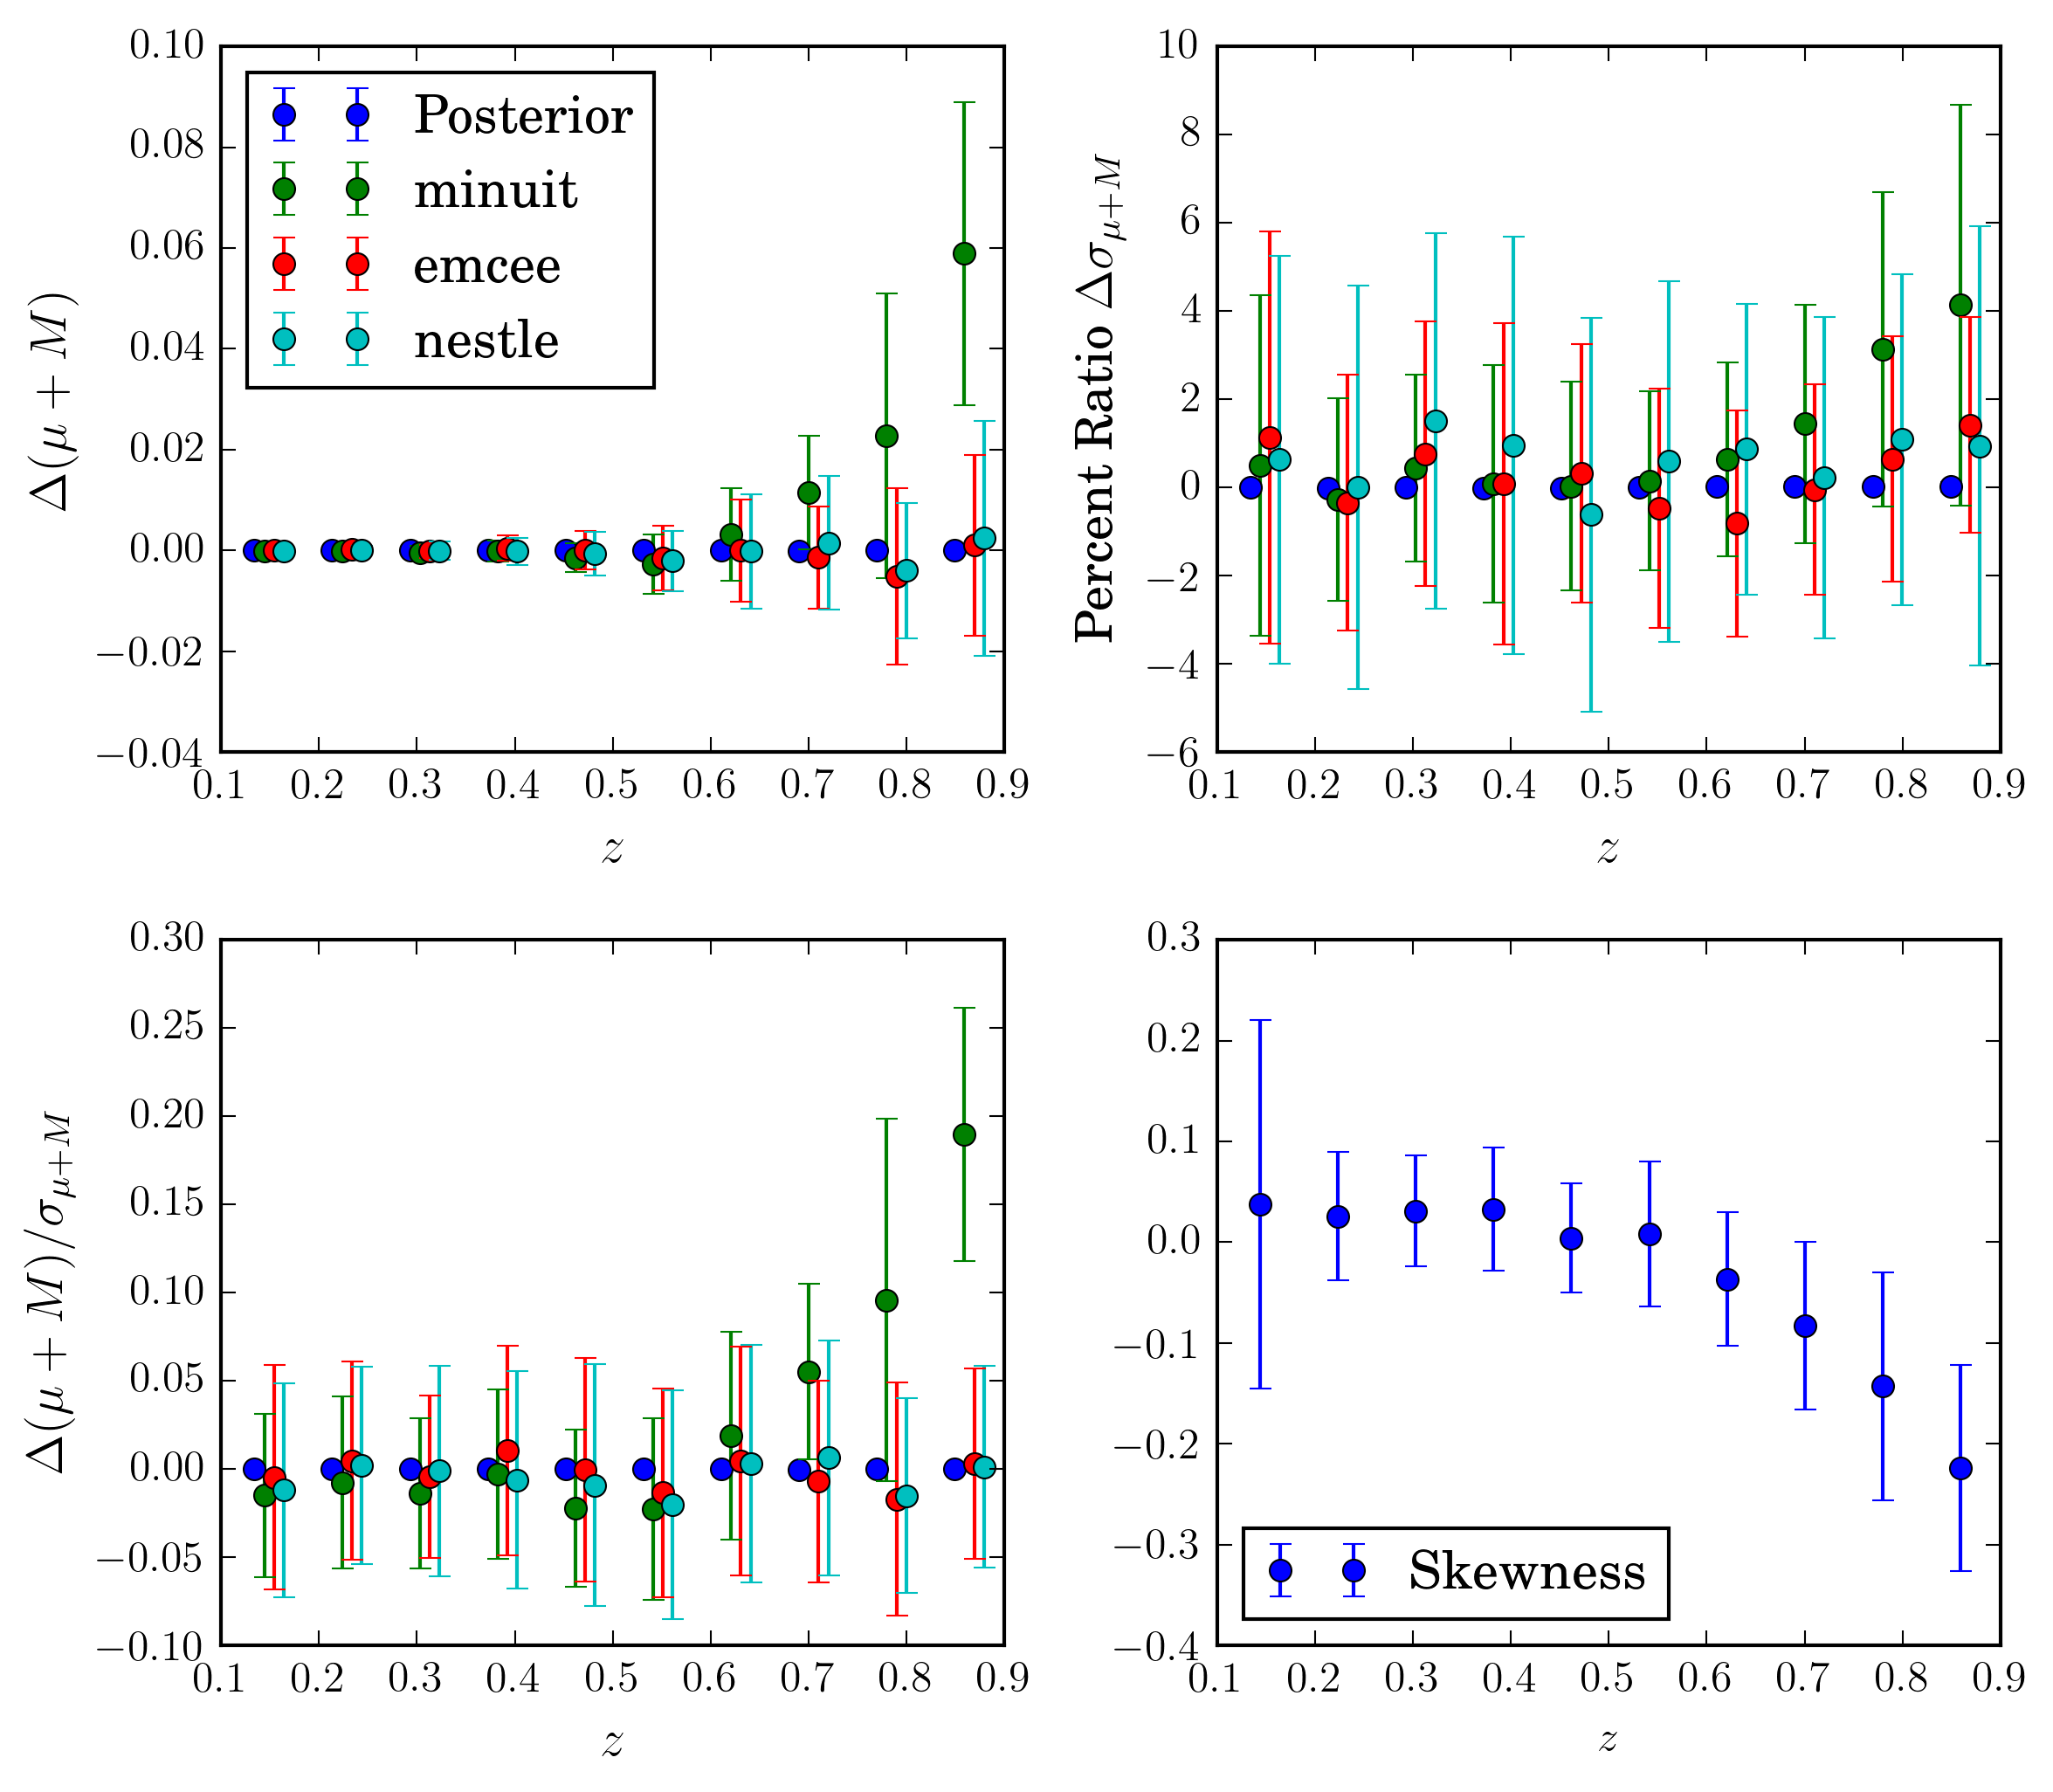 0.10
0.08
0.06
0.04
0.02
0.00
−0.02
−0.04
Δ(μ + M)
Posterior
minuit
emcee
nestle
0.1 0.2 0.3 0.4 0.5 0.6 0.7 0.8 0.9
z
10
8
6
4
2
0
−2
−4
−6
Percent Ratio Δσμ+M
0.1 0.2 0.3 0.4 0.5 0.6 0.7 0.8 0.9
z
0.30
0.25
0.20
0.15
0.10
0.05
0.00
−0.05
−0.10
Δ(μ + M)/σμ+M
0.1 0.2 0.3 0.4 0.5 0.6 0.7 0.8 0.9
z
0.3
0.2
0.1
0.0
−0.1
−0.2
−0.3
−0.4
Skewness
0.1 0.2 0.3 0.4 0.5 0.6 0.7 0.8 0.9
z